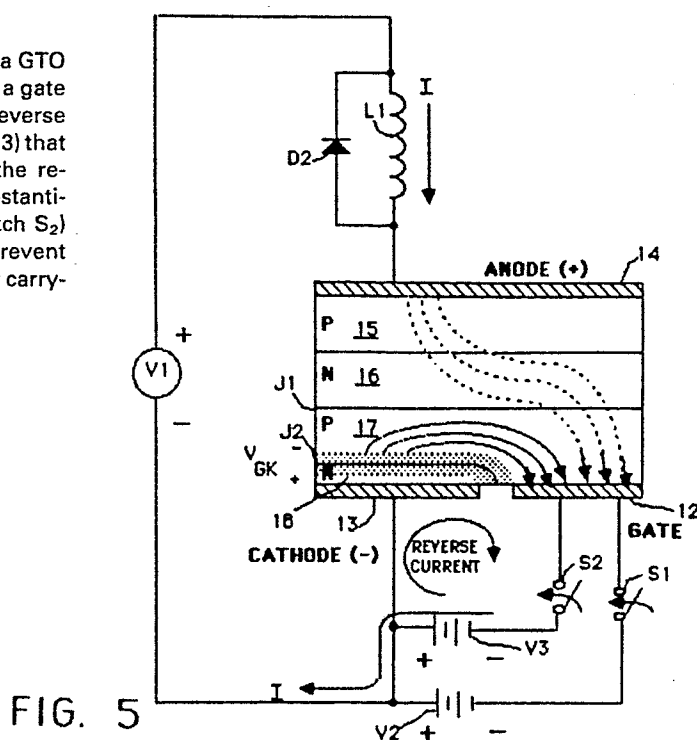 a GTO
a gate
everse
3) that
the re-
stanti-
tch S₂)
revent
carry-
I
L1
D2
ANODE (+)
14
+
P 15
V1
N 16
J1
−
P 17
J2
V GK
−
+
N
18
13
12
GATE
CATHODE (-)
REVERSE
CURRENT
S2
S1
V3
+ −
I
FIG. 5
V2 + −